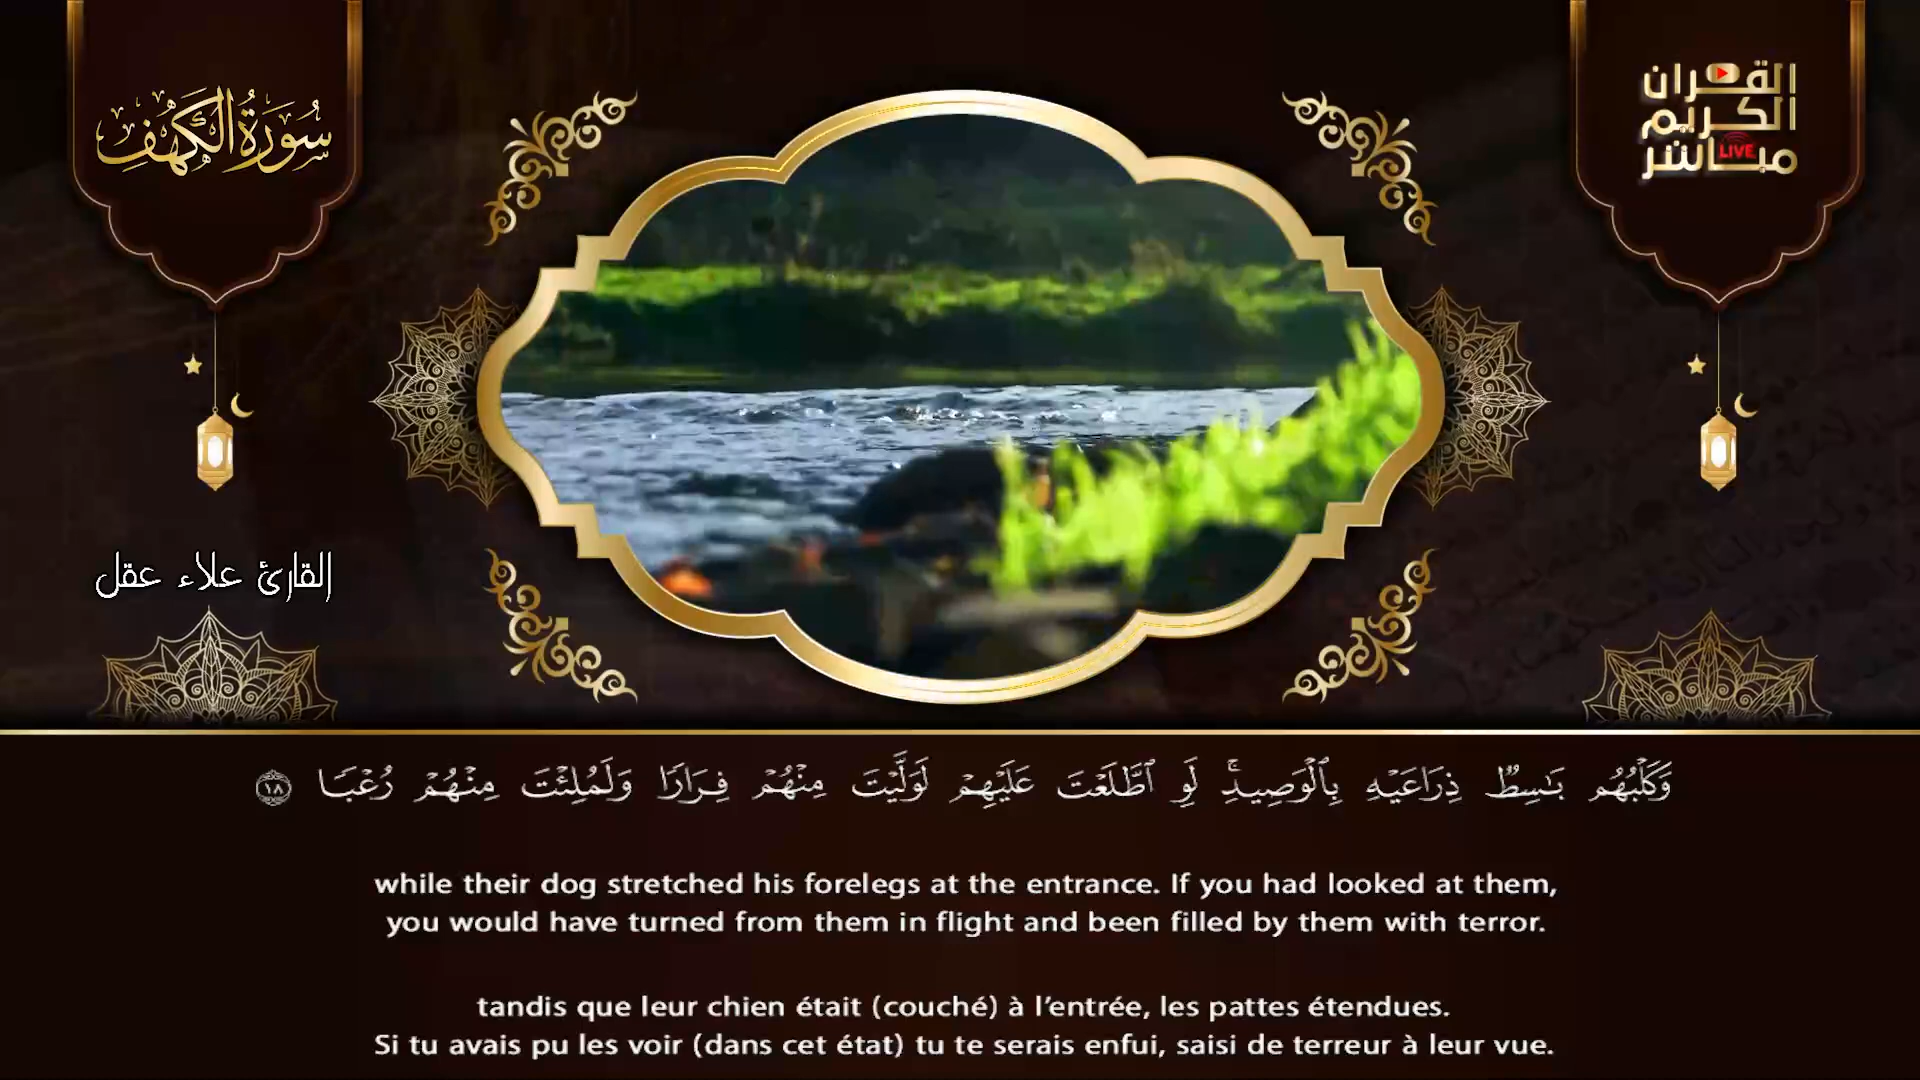 سُورَةُ الكَهْفِ
القرآن
الكريم
مباشر
LIVE
القارئ علاء عقل
وَكَلْبُهُم بَٰسِطٌ ذِرَاعَيْهِ بِٱلْوَصِيدِۚ لَوِ ٱطَّلَعْتَ عَلَيْهِمْ لَوَلَّيْتَ مِنْهُمْ فِرَارًا وَلَمُلِئْتَ مِنْهُمْ رُعْبًا ١٨
while their dog stretched his forelegs at the entrance. If you had looked at them,
you would have turned from them in flight and been filled by them with terror.
tandis que leur chien était (couché) à l’entrée, les pattes étendues.
Si tu avais pu les voir (dans cet état) tu te serais enfui, saisi de terreur à leur vue.